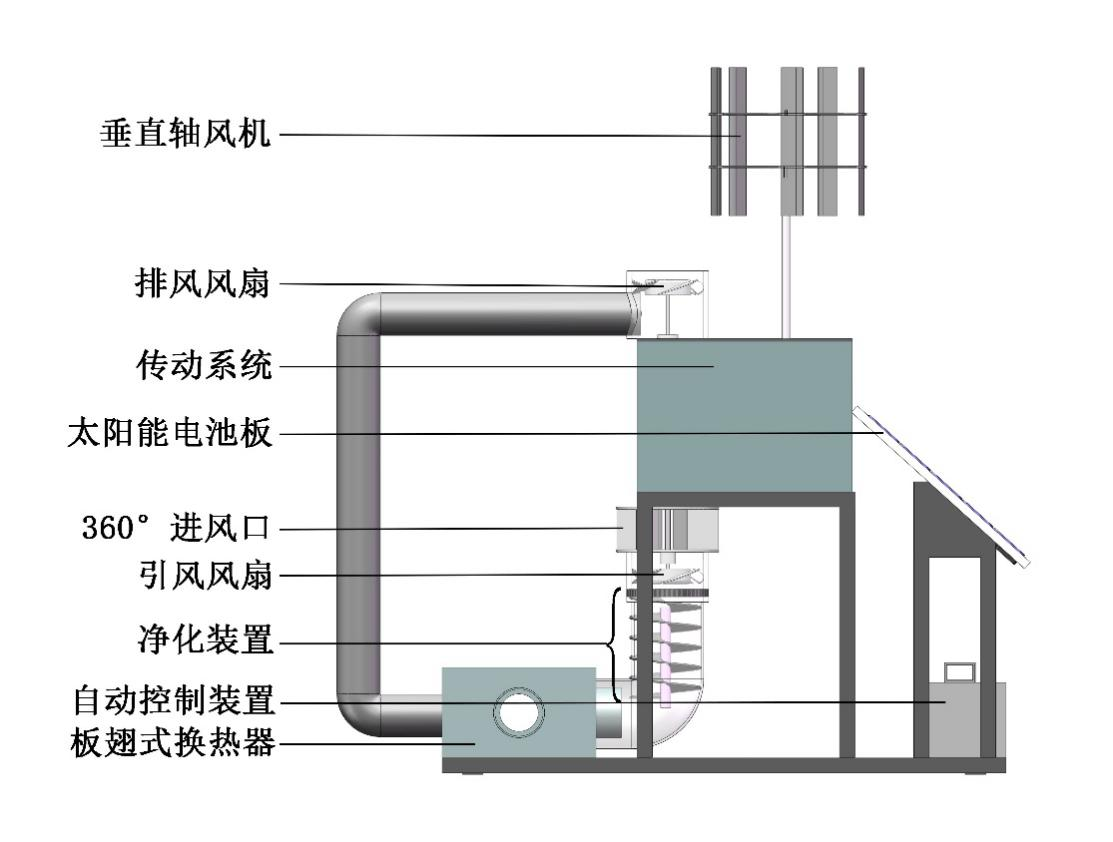 垂直轴风机
排风风扇
传动系统
太阳能电池板
360° 进风口
引风风扇
净化装置
自动控制装置
板翅式换热器